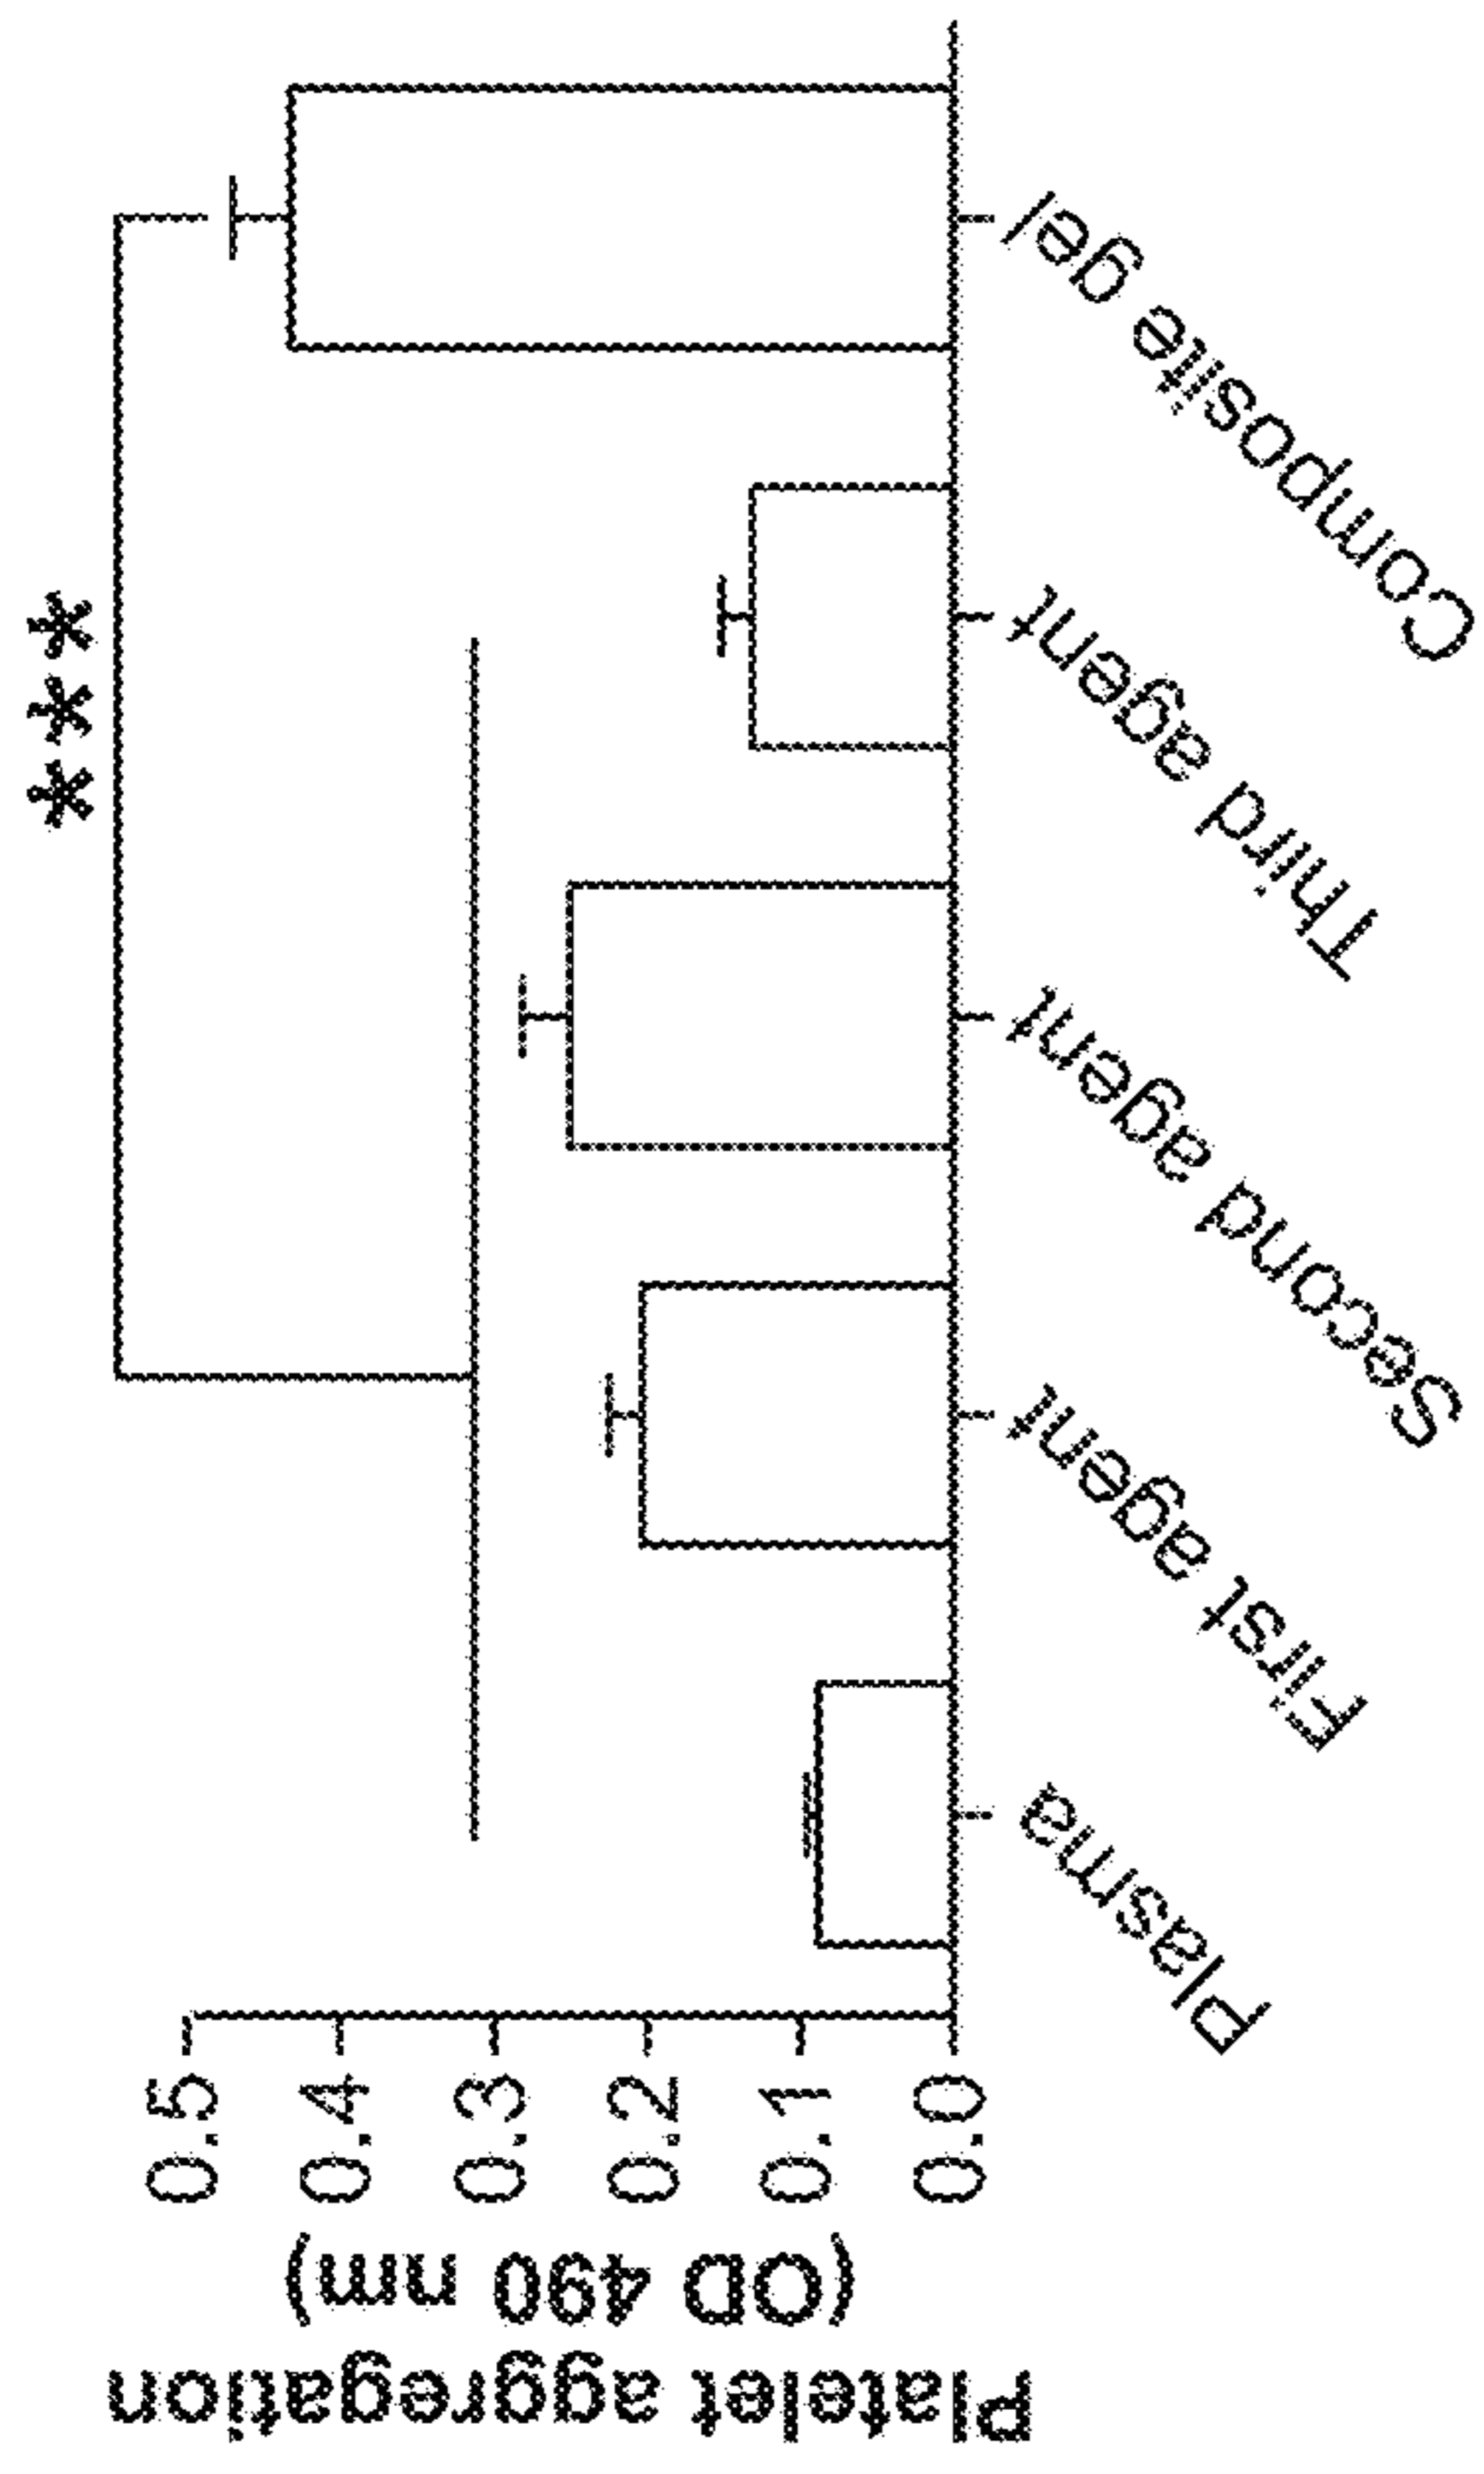 ***
Platelet aggregation
(OD 490 nm)
0.5
0.4
0.3
0.2
0.1
0.0
Plasma
First agent
Second agent
Third agent
Composite gel